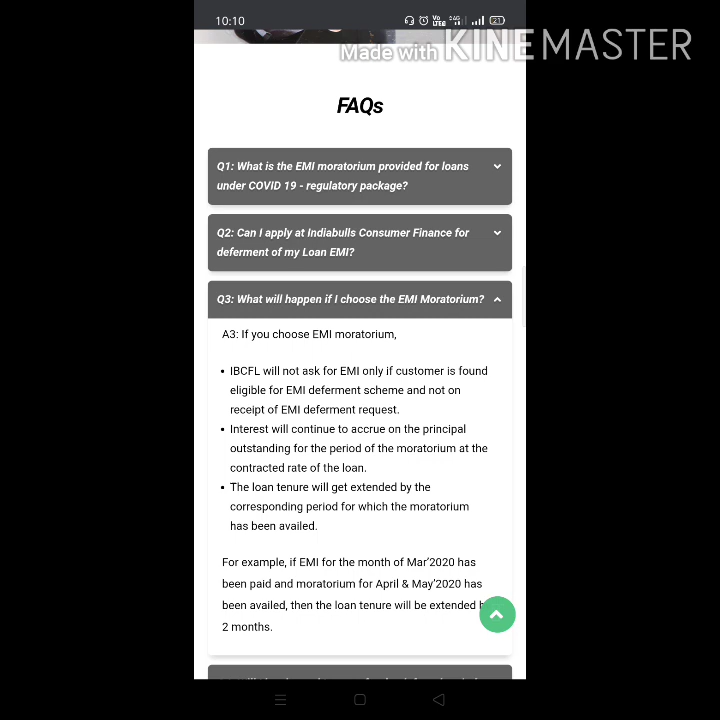 10:10
Vo LTE 4G 21
Made with KINEMASTER
FAQs
Q1: What is the EMI moratorium provided for loans
under COVID 19 - regulatory package?
Q2: Can I apply at Indiabulls Consumer Finance for
deferment of my Loan EMI?
Q3: What will happen if I choose the EMI Moratorium?
A3: If you choose EMI moratorium,
• IBCFL will not ask for EMI only if customer is found
eligible for EMI deferment scheme and not on
receipt of EMI deferment request.
• Interest will continue to accrue on the principal
outstanding for the period of the moratorium at the
contracted rate of the loan.
• The loan tenure will get extended by the
corresponding period for which the moratorium
has been availed.
For example, if EMI for the month of Mar'2020 has
been paid and moratorium for April & May'2020 has
been availed, then the loan tenure will be extended
2 months.